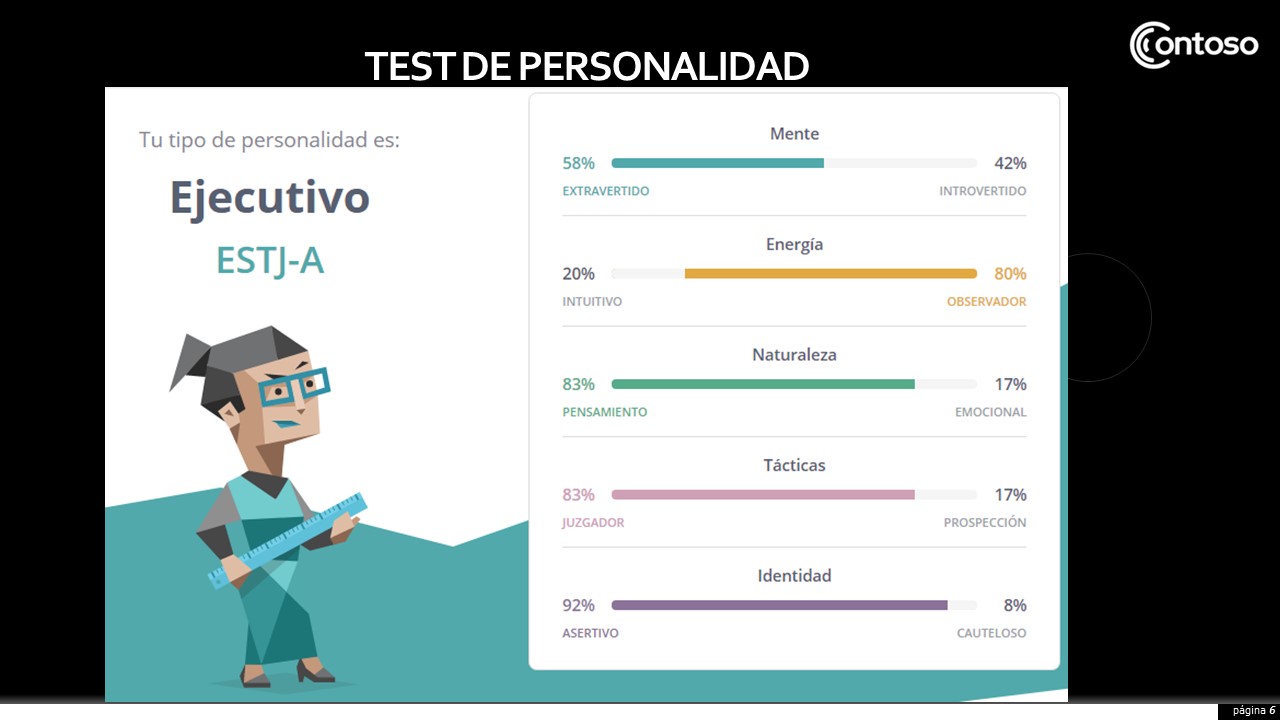 Contoso
TEST DE PERSONALIDAD
Tu tipo de personalidad es:
Ejecutivo
ESTJ-A
Mente
58% 42%
EXTRAVERTIDO INTROVERTIDO
Energía
20% 80%
INTUITIVO OBSERVADOR
Naturaleza
83% 17%
PENSAMIENTO EMOCIONAL
Tácticas
83% 17%
JUZGADOR PROSPECCIÓN
Identidad
92% 8%
ASERTIVO CAUTELOSO
página 6